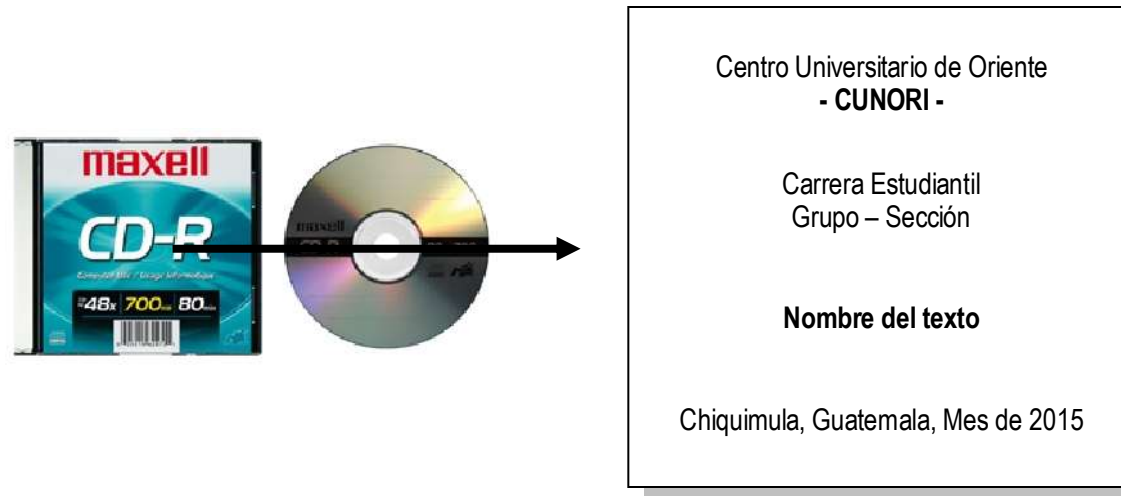 maxell
CD-R
48x 700 80
maxell
Centro Universitario de Oriente
- CUNORI -
Carrera Estudiantil
Grupo – Sección
Nombre del texto
Chiquimula, Guatemala, Mes de 2015